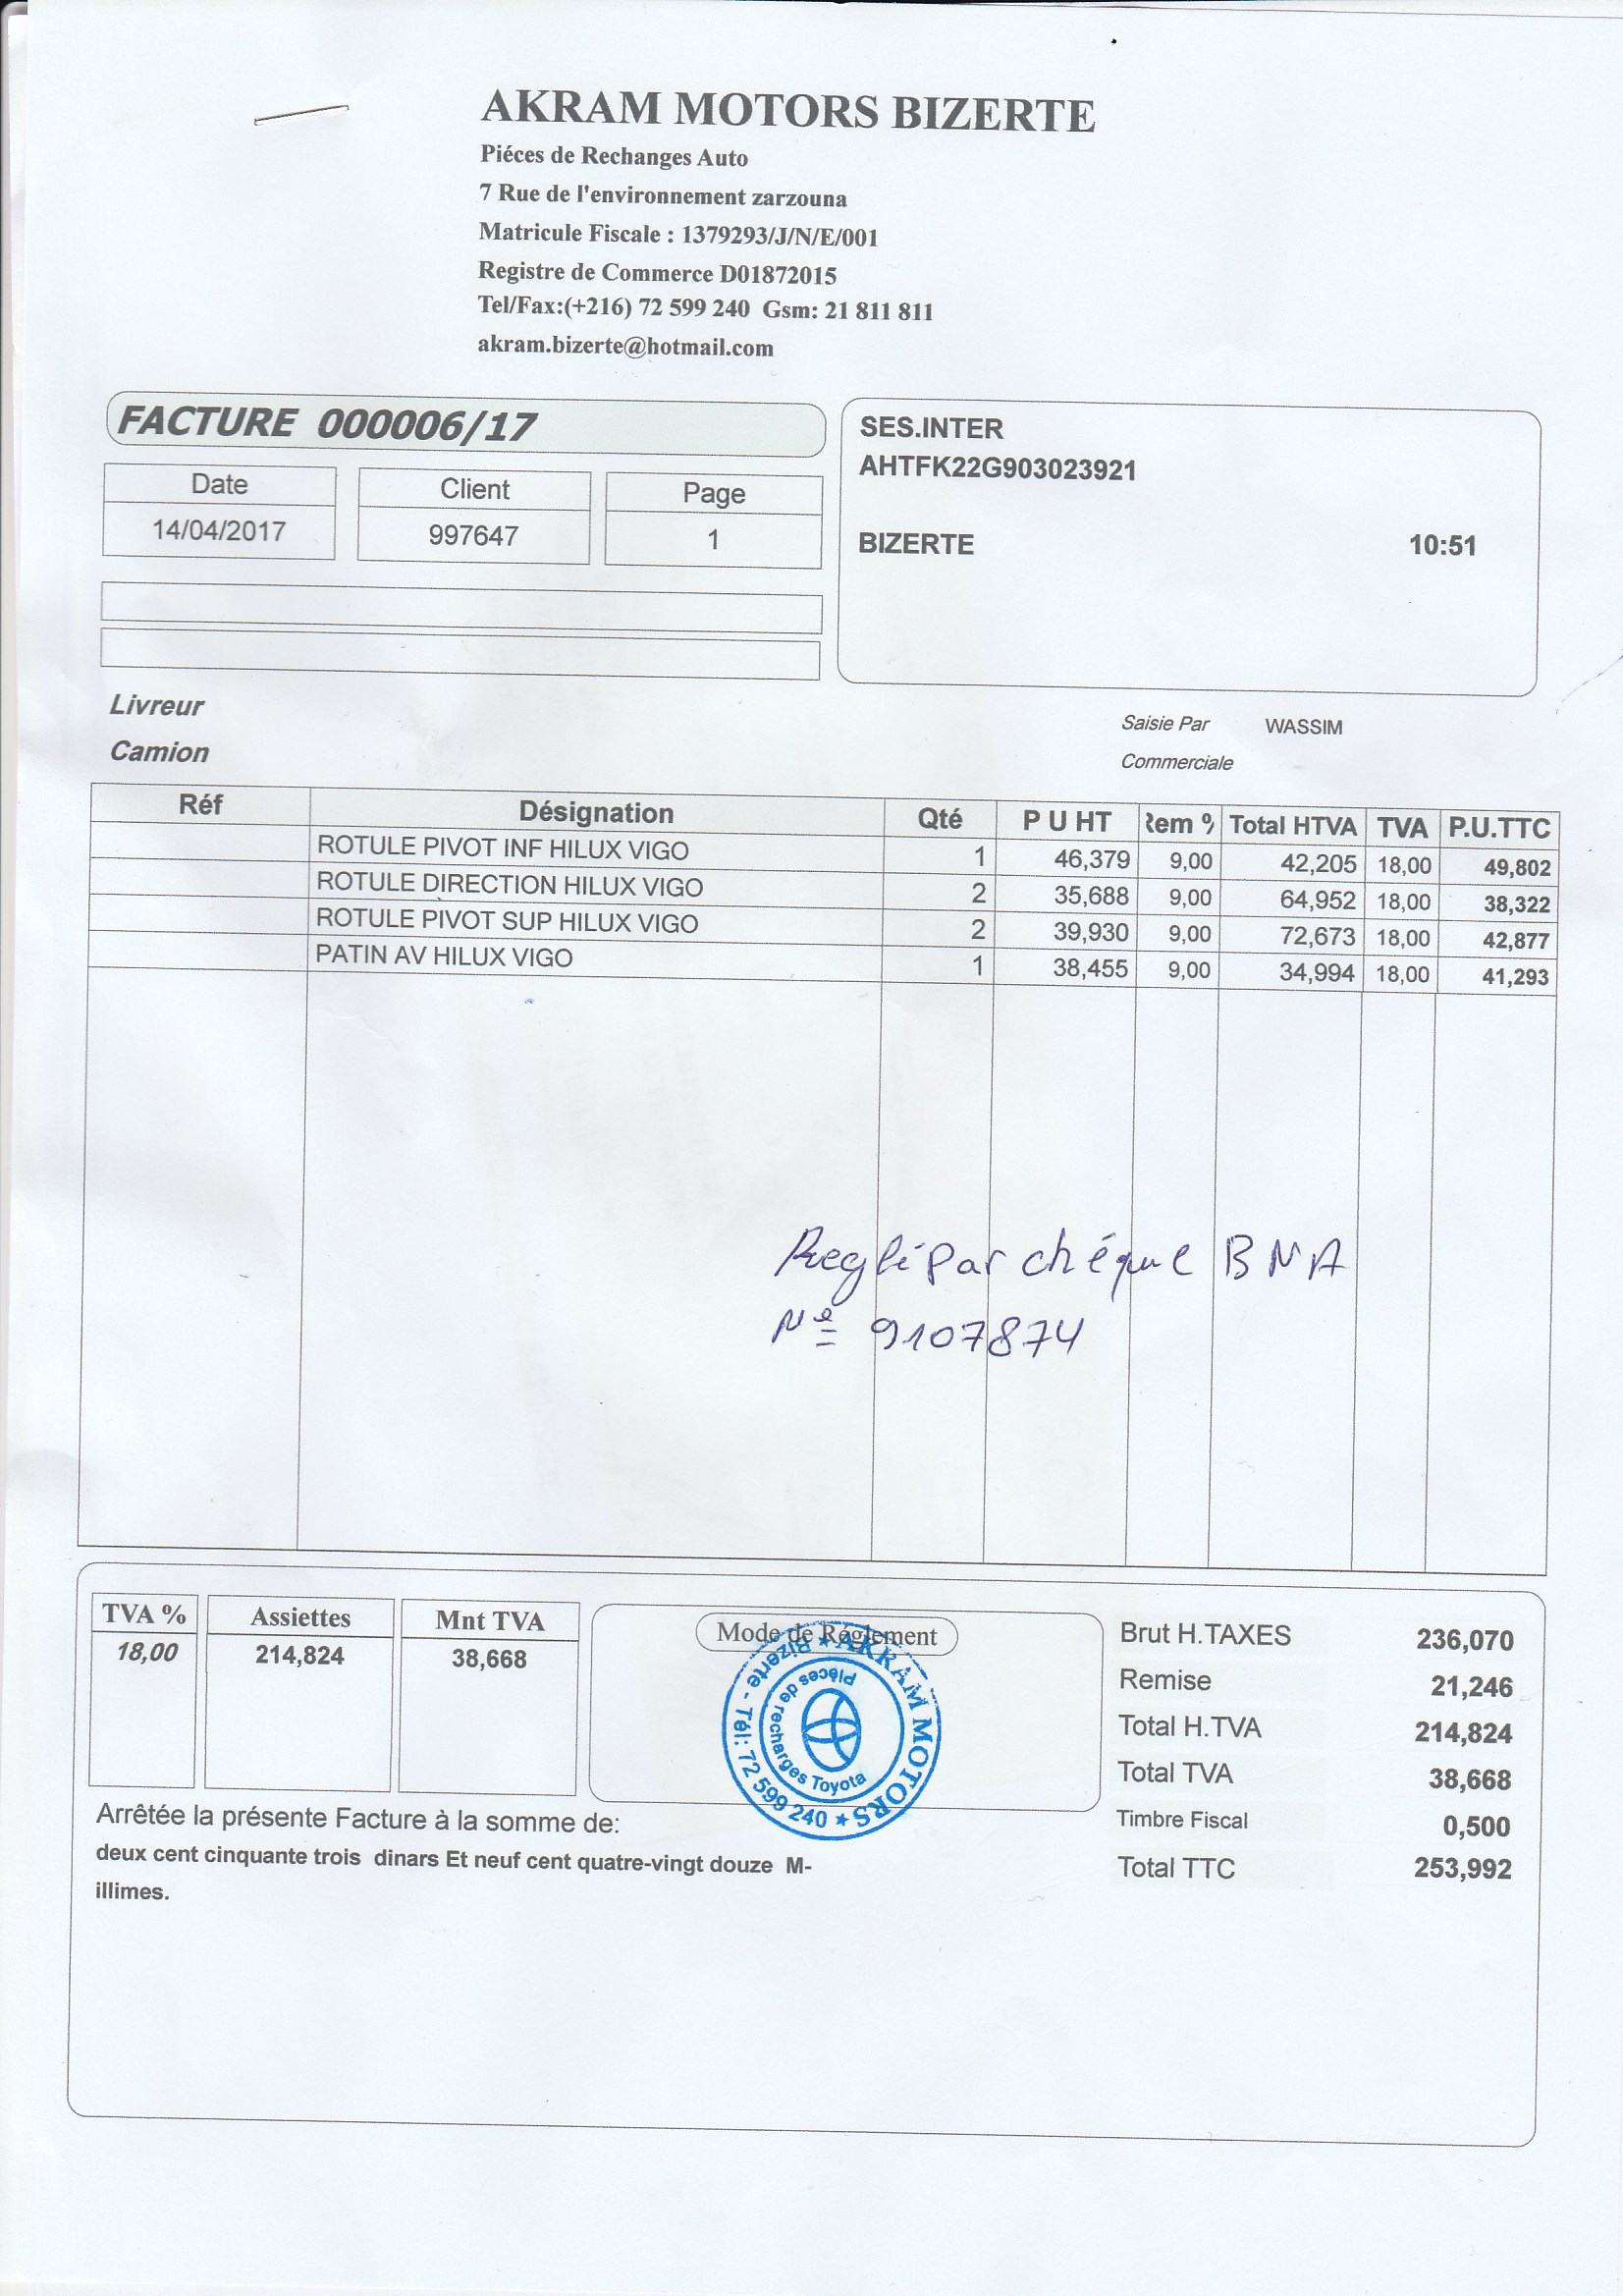 AKRAM MOTORS BIZERTE
Piéces de Rechanges Auto
7 Rue de l'environnement zarzouna
Matricule Fiscale : 1379293/J/N/E/001
Registre de Commerce D01872015
Tel/Fax:(+216) 72 599 240 Gsm: 21 811 811
akram.bizerte@hotmail.com
FACTURE 000006/17
Date Client Page
14/04/2017 997647 1
SES.INTER
AHTFK22G903023921
BIZERTE 10:51
Livreur
Camion
Saisie Par WASSIM
Commerciale
Réf Désignation Qté P U HT Rem % Total HTVA TVA P.U.TTC
ROTULE PIVOT INF HILUX VIGO 1 46,379 9,00 42,205 18,00 49,802
ROTULE DIRECTION HILUX VIGO 2 35,688 9,00 64,952 18,00 38,322
ROTULE PIVOT SUP HILUX VIGO 2 39,930 9,00 72,673 18,00 42,877
PATIN AV HILUX VIGO 1 38,455 9,00 34,994 18,00 41,293
Reglé par chéque BNA
Nº 9107874
TVA % Assiettes Mnt TVA
18,00 214,824 38,668
Mode de Réglement
AKRAM MOTORS ★ Bizerte - Tél: 72 599 240 ★
Pièces de recharges Toyota
Brut H.TAXES 236,070
Remise 21,246
Total H.TVA 214,824
Total TVA 38,668
Timbre Fiscal 0,500
Total TTC 253,992
Arrêtée la présente Facture à la somme de:
deux cent cinquante trois dinars Et neuf cent quatre-vingt douze M-
illimes.